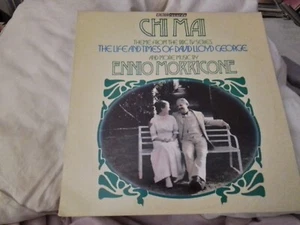 CHI MAI
THEME FROM THE BBC TV SERIES
THE LIFE AND TIMES OF DAVID LLOYD GEORGE
AND MORE MUSIC BY
ENNIO MORRICONE